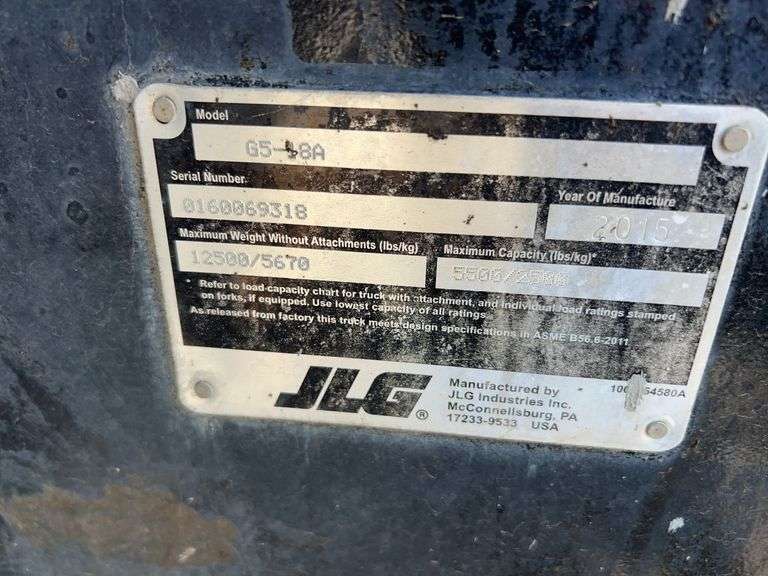 Model
G5-18A
Serial Number
0160069318
Year Of Manufacture
2015
Maximum Weight Without Attachments (lbs/kg)
12500/5670
Maximum Capacity (lbs/kg)*
5500/
Refer to load capacity chart for truck with attachment, and individual load ratings stamped
on forks, if equipped. Use lowest capacity of all ratings.
As released from factory this truck meets design specifications in ASME B56.6-2011
JLG®
Manufactured by
JLG Industries Inc.
McConnellsburg, PA
17233-9533 USA